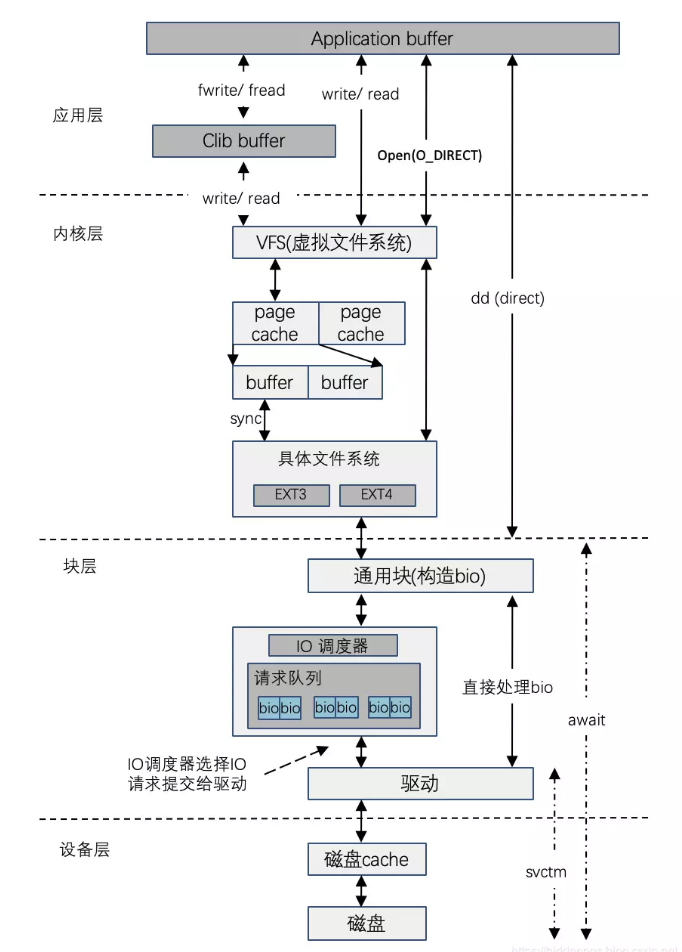 Application buffer
fwrite/ fread
write/ read
应用层
Clib buffer
Open(O_DIRECT)
write/ read
内核层
VFS(虚拟文件系统)
dd (direct)
page cache
page cache
buffer
buffer
sync
具体文件系统
EXT3
EXT4
块层
通用块(构造bio)
IO 调度器
请求队列
bio bio bio bio bio bio
直接处理bio
await
IO调度器选择IO
请求提交给驱动
驱动
设备层
磁盘cache
svctm
磁盘